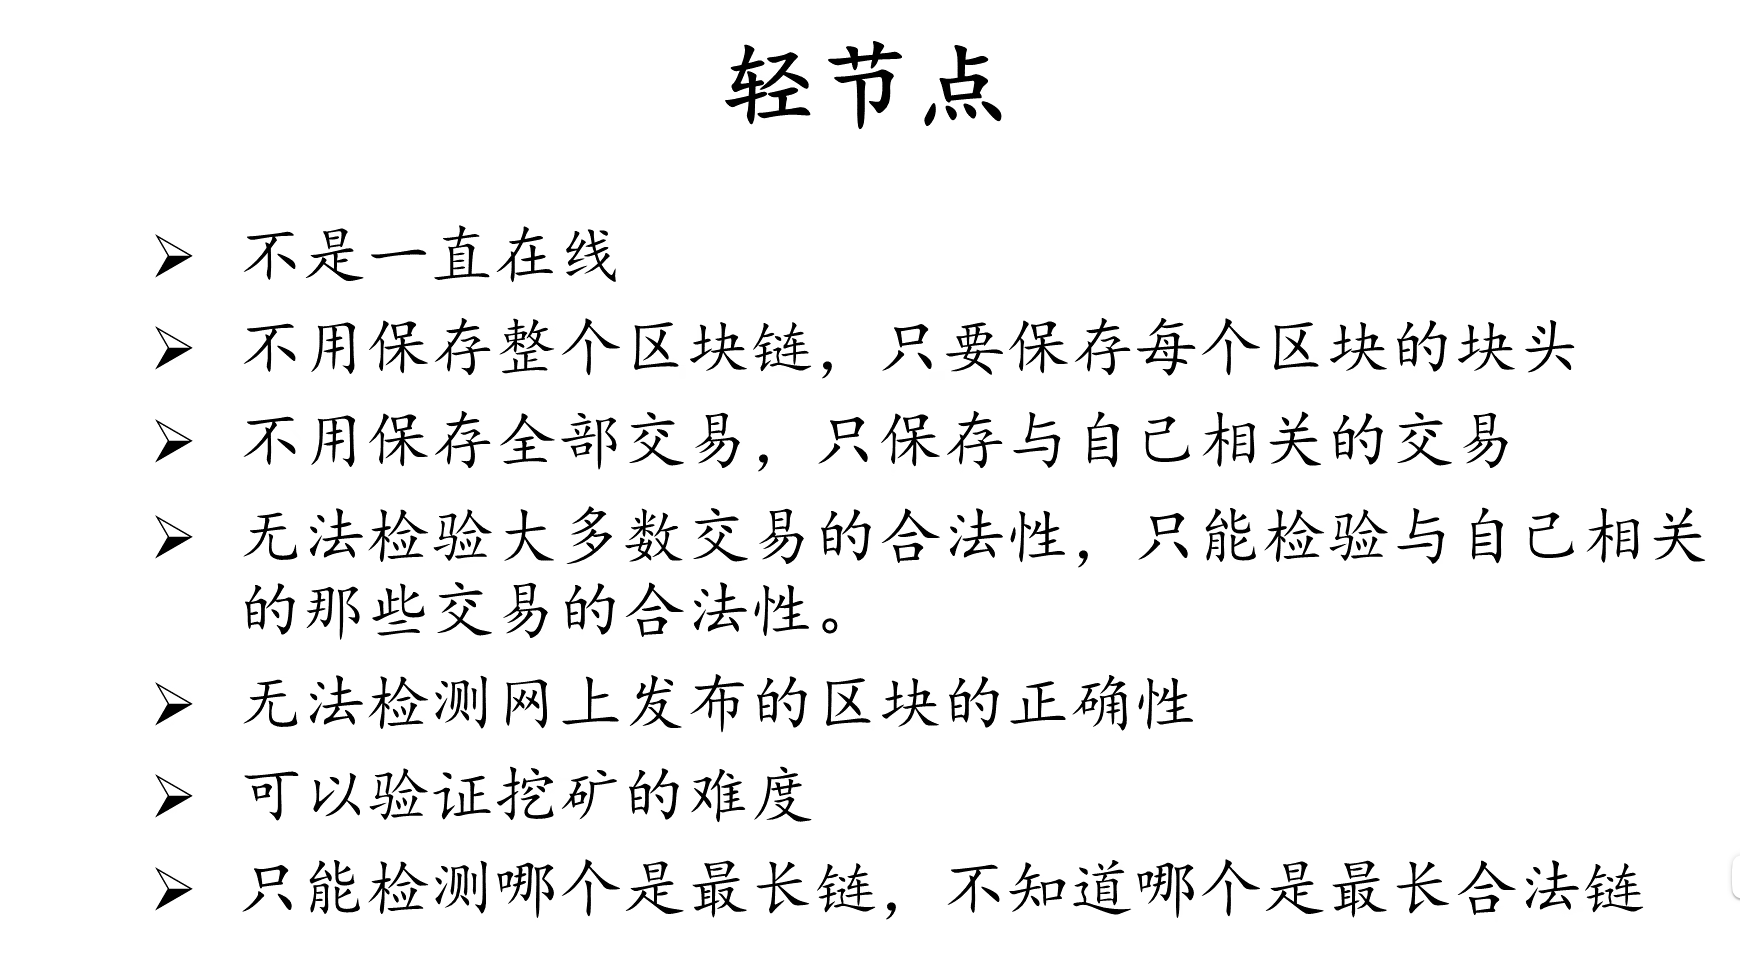 轻节点
➢ 不是一直在线
➢ 不用保存整个区块链，只要保存每个区块的块头
➢ 不用保存全部交易，只保存与自己相关的交易
➢ 无法检验大多数交易的合法性，只能检验与自己相关
的那些交易的合法性。
➢ 无法检测网上发布的区块的正确性
➢ 可以验证挖矿的难度
➢ 只能检测哪个是最长链，不知道哪个是最长合法链